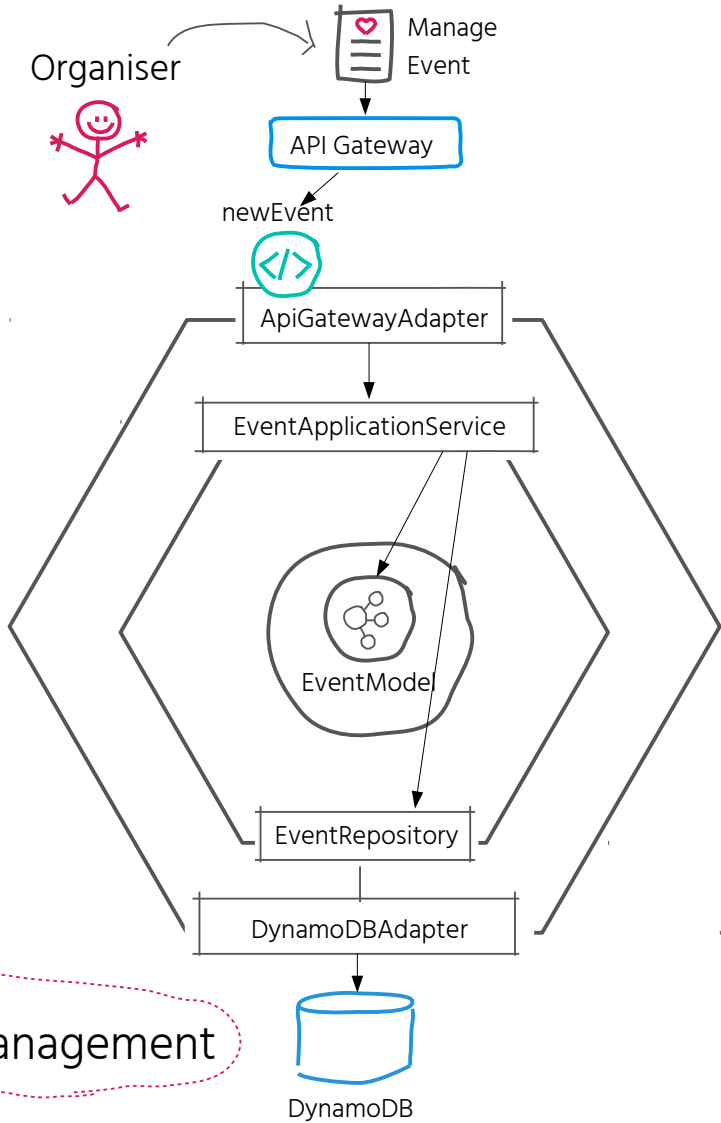 Manage
Event
Organiser
API Gateway
newEvent
</>
ApiGatewayAdapter
EventApplicationService
EventModel
EventRepository
DynamoDBAdapter
anagement
DynamoDB